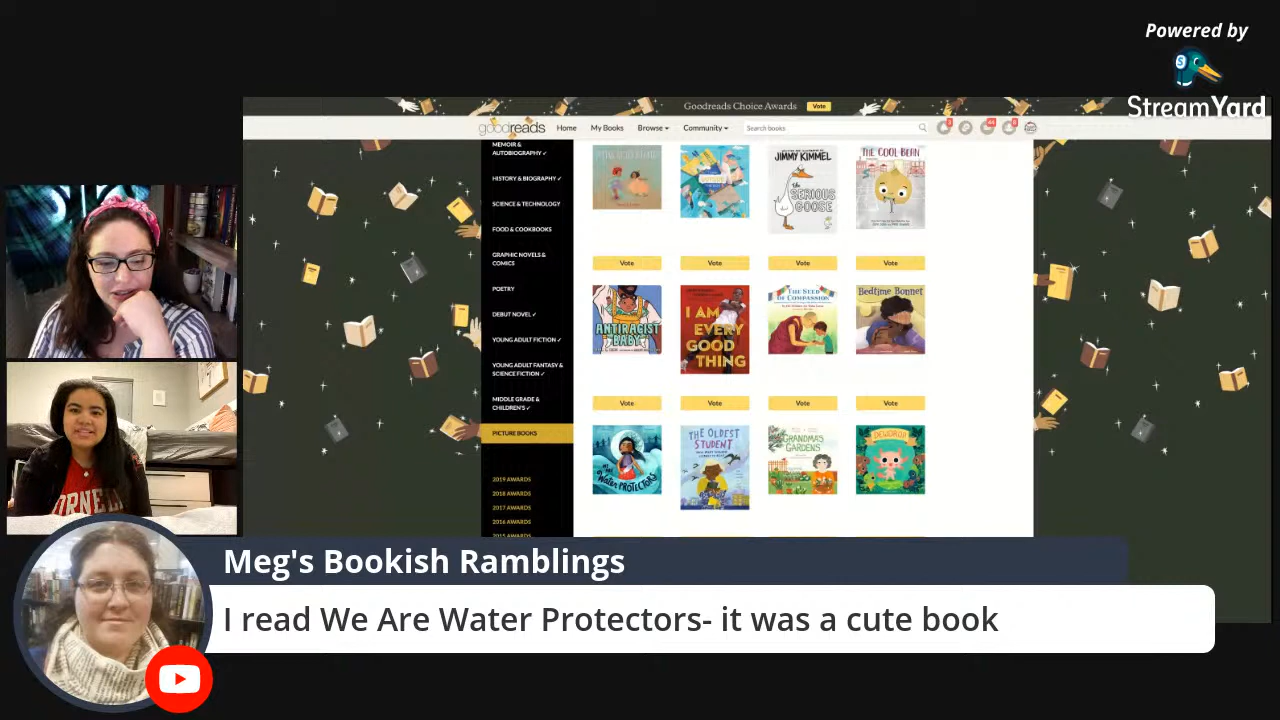 Powered by
StreamYard
Goodreads Choice Awards Vote
goodreads Home My Books Browse Community Search books
MEMOIR &
AUTOBIOGRAPHY ✓
HISTORY & BIOGRAPHY ✓
SCIENCE & TECHNOLOGY
FOOD & COOKBOOKS
GRAPHIC NOVELS &
COMICS
POETRY
DEBUT NOVEL ✓
YOUNG ADULT FICTION ✓
YOUNG ADULT FANTASY &
SCIENCE FICTION ✓
MIDDLE GRADE &
CHILDREN'S ✓
PICTURE BOOKS
2019 AWARDS
2018 AWARDS
2017 AWARDS
2016 AWARDS
2015 AWARDS
JIMMY KIMMEL
the
SERIOUS
GOOSE
THE COOL BEAN
Vote Vote Vote Vote
ANTIRACIST
BABY
I AM
EVERY
GOOD
THING
THE SEED
OF COMPASSION
Bedtime Bonnet
Vote Vote Vote Vote
WE ARE
WATER PROTECTORS
THE OLDEST
STUDENT
GRANDMA'S
GARDENS
DEWDROP
CORNELL
Meg's Bookish Ramblings
I read We Are Water Protectors- it was a cute book